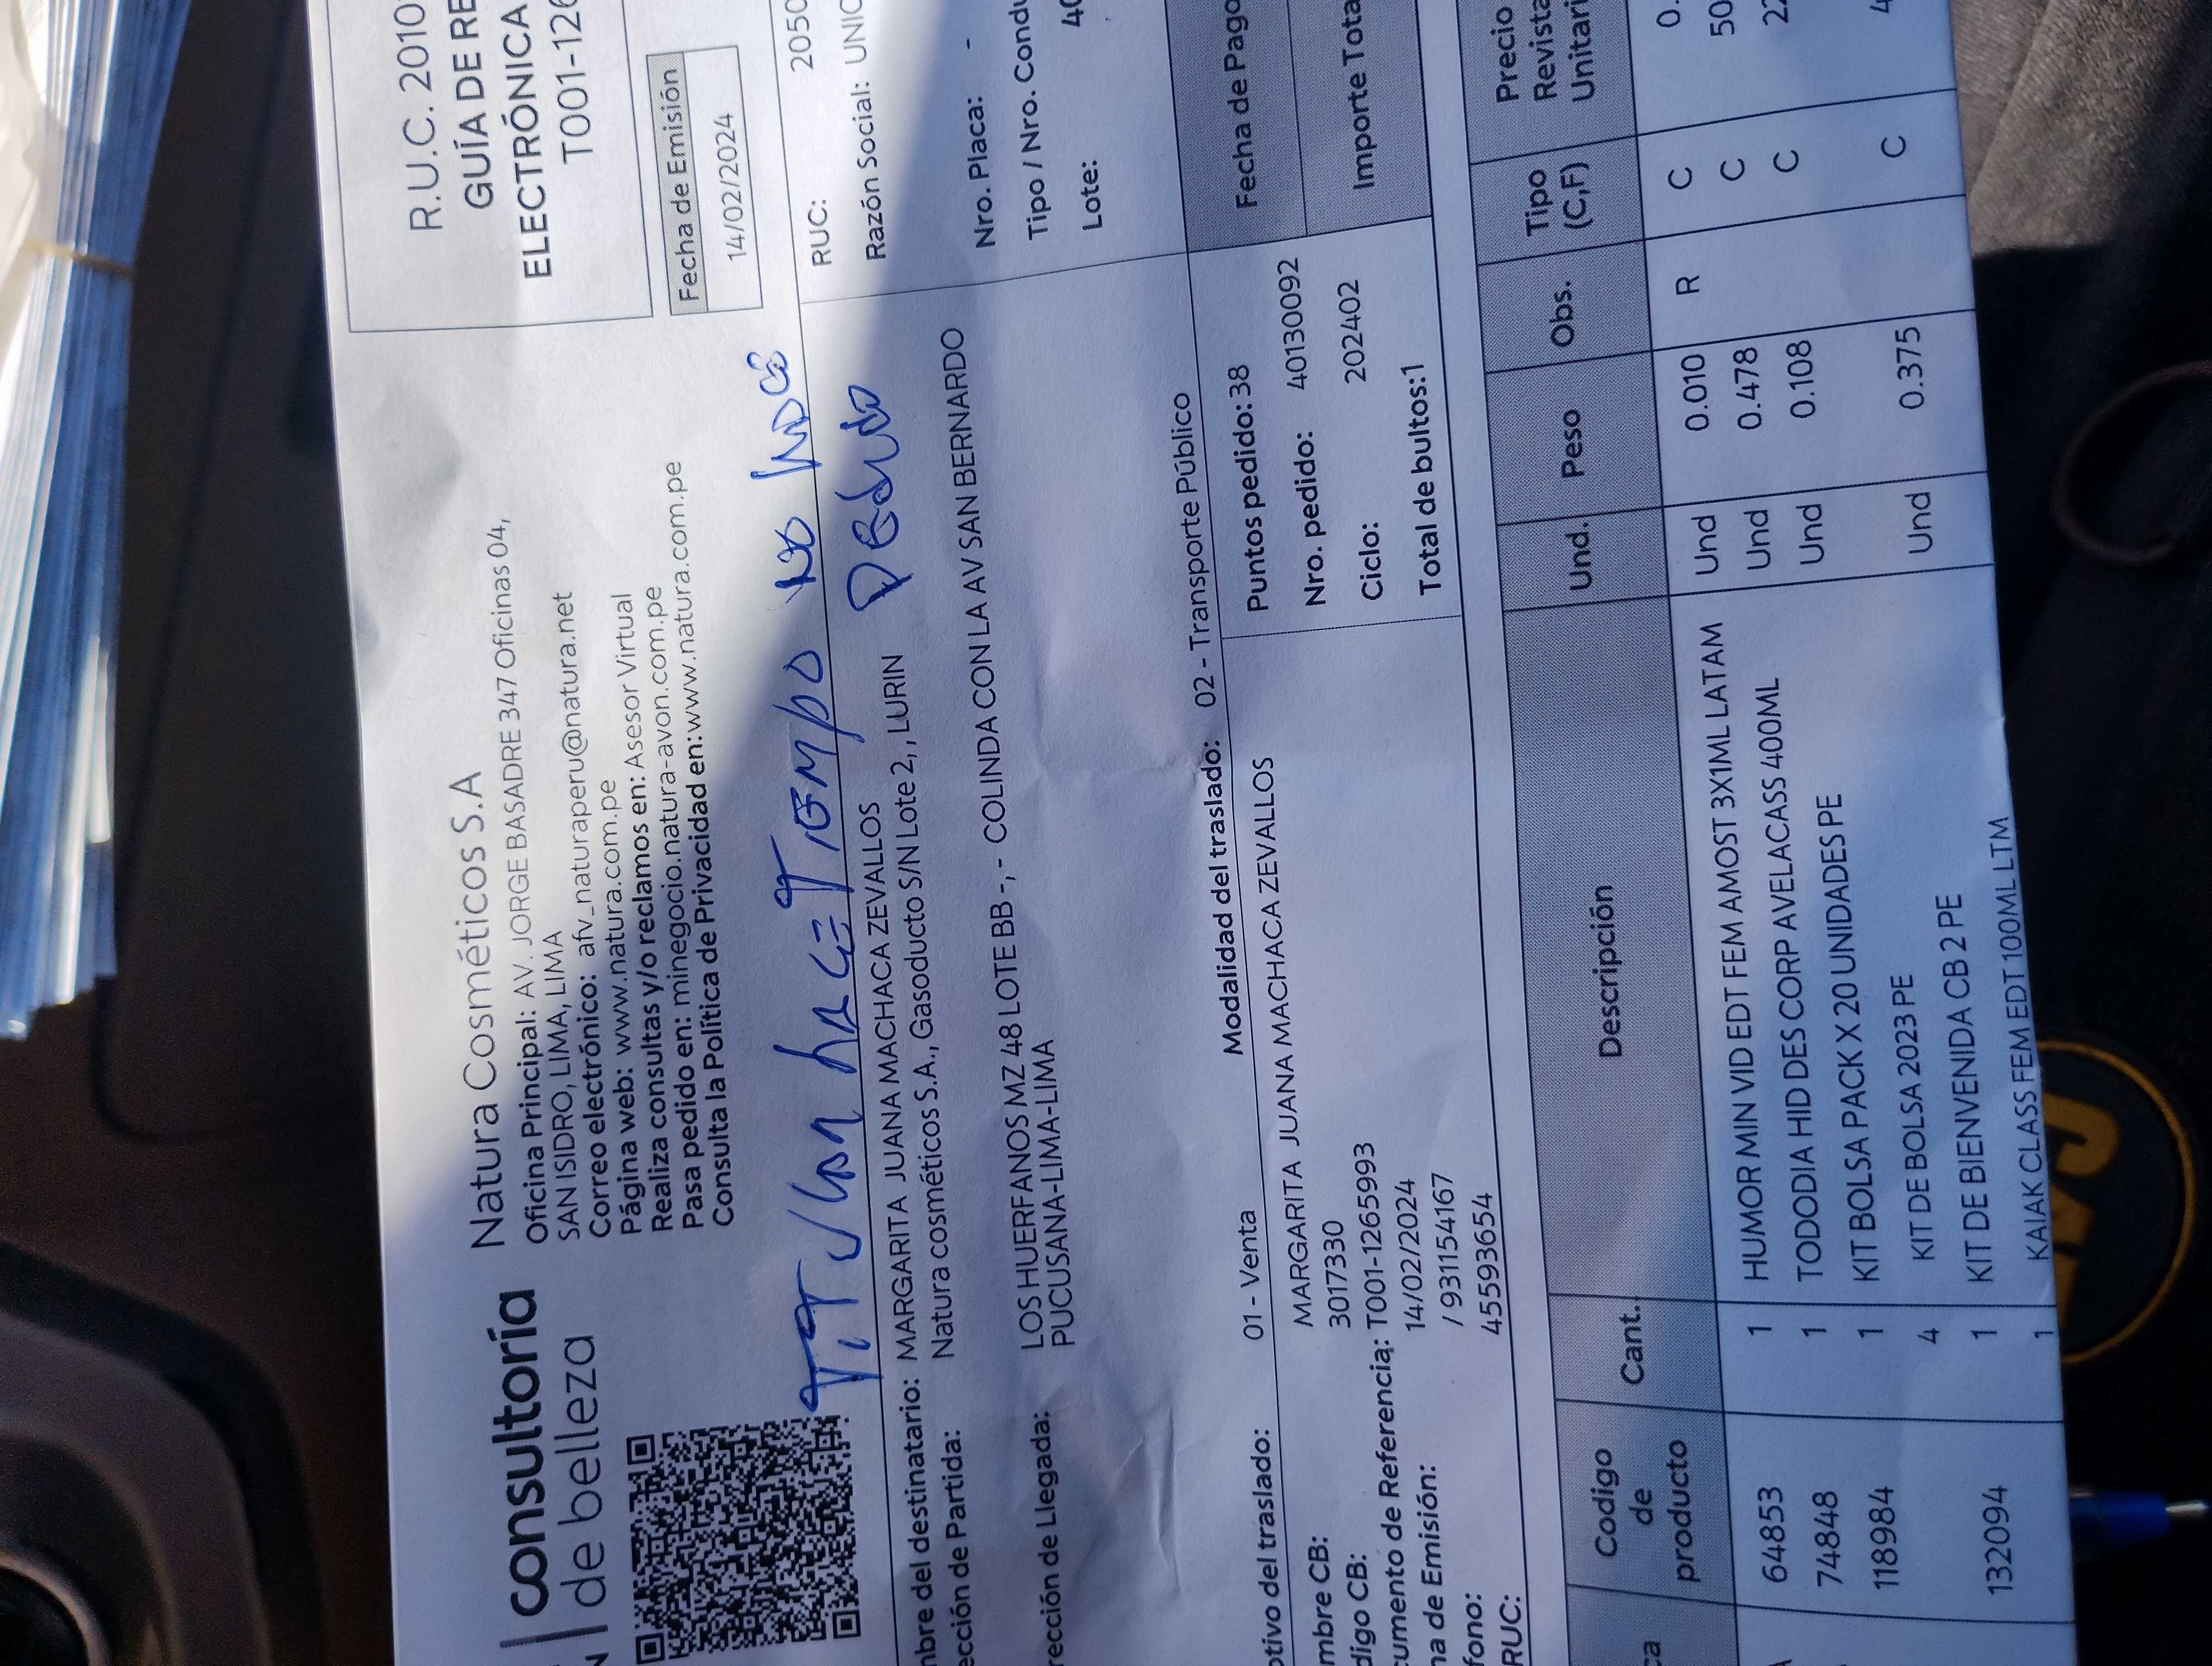 consultoría
de belleza
Natura Cosméticos S.A
Oficina Principal: AV. JORGE BASADRE 347 Oficinas 04,
SAN ISIDRO, LIMA, LIMA
Correo electrónico: afv_naturaperu@natura.net
Página web: www.natura.com.pe
Realiza consultas y/o reclamos en: Asesor Virtual
Pasa pedido en: minegocio.natura-avon.com.pe
Consulta la Política de Privacidad en: www.natura.com.pe
R.U.C. 2010
GUÍA DE RE
ELECTRÓNICA
T001-126
Fecha de Emisión
14/02/2024
TiT hace Tiempo no hace
Pedido
nbre del destinatario: MARGARITA JUANA MACHACA ZEVALLOS
ección de Partida: Natura cosméticos S.A., Gasoducto S/N Lote 2, , LURIN
rección de Llegada: LOS HUERFANOS MZ 48 LOTE BB -, - COLINDA CON LA AV SAN BERNARDO
PUCUSANA-LIMA-LIMA
RUC: 2050
Razón Social: UNIC
Nro. Placa: -
Tipo / Nro. Condu
Lote: 40
otivo del traslado: 01 - Venta Modalidad del traslado: 02 - Transporte Público
mbre CB: MARGARITA JUANA MACHACA ZEVALLOS
digo CB: 3017330
cumento de Referencia: T001-1265993
ha de Emisión: 14/02/2024
fono: / 931154167
RUC: 45593654
Puntos pedido: 38
Nro. pedido: 40130092
Ciclo: 202402
Total de bultos:1
Fecha de Pago
Importe Tota
ca Codigo de producto Cant. Descripción Und. Peso Obs. Tipo (C,F) Precio Revista Unitari
64853 1 HUMOR MIN VID EDT FEM AMOST 3X1ML LATAM Und 0.010 R C 0.
74848 1 TODODIA HID DES CORP AVELACASS 400ML Und 0.478 C 50
118984 1 KIT BOLSA PACK X 20 UNIDADES PE Und 0.108 C 22
4 KIT DE BOLSA 2023 PE
132094 1 KIT DE BIENVENIDA CB 2 PE Und 0.375 C 4
1 KAIAK CLASS FEM EDT 100ML LTM